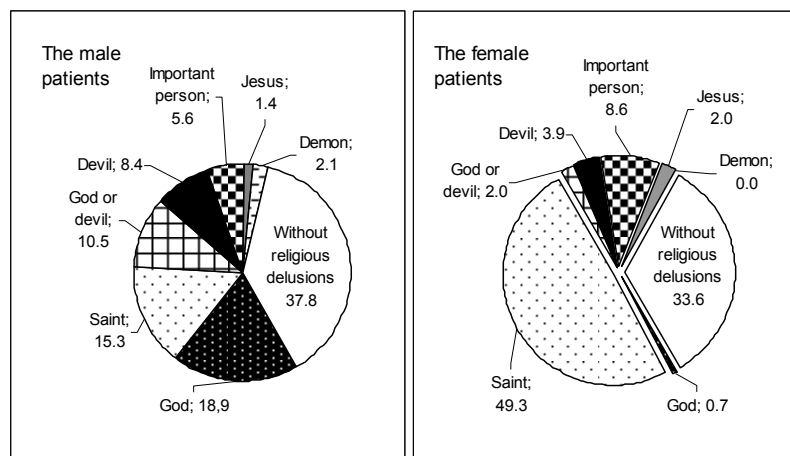 The male
patients
Important
person;
5.6
Jesus;
1.4
Demon;
2.1
Devil; 8.4
God or
devil;
10.5
Without
religious
delusions
37.8
Saint;
15.3
God; 18,9
The female
patients
Important
person;
8.6
Jesus;
2.0
Devil; 3.9
Demon;
0.0
God or
devil; 2.0
Without
religious
delusions
33.6
Saint;
49.3
God; 0.7